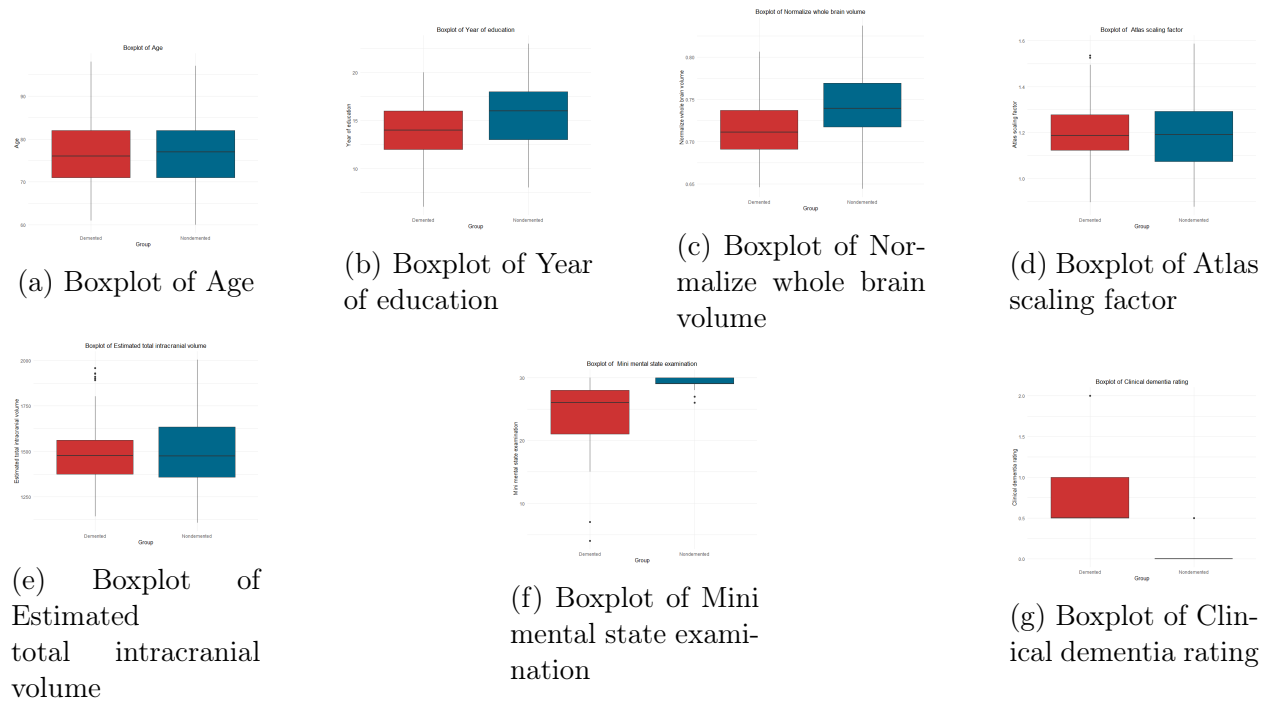 Boxplot of Age
90
80
70
60
Age
Demented Nondemented
Group
(a) Boxplot of Age
Boxplot of Year of education
20
15
10
Year of education
Demented Nondemented
Group
(b) Boxplot of Year
of education
Boxplot of Normalize whole brain volume
0.80
0.75
0.70
0.65
Normalize whole brain volume
Demented Nondemented
Group
(c) Boxplot of Nor-
malize whole brain
volume
Boxplot of Atlas scaling factor
1.2
1.0
Atlas scaling factor
Demented Nondemented
Group
(d) Boxplot of Atlas
scaling factor
Boxplot of Estimated total intracranial volume
2000
1750
1500
1250
Estimated total intracranial volume
Demented Nondemented
Group
(e) Boxplot of
Estimated
total intracranial
volume
Boxplot of Mini mental state examination
30
20
10
Mini mental state examination
Demented Nondemented
Group
(f) Boxplot of Mini
mental state exami-
nation
Boxplot of Clinical dementia rating
2.0
1.5
1.0
0.5
0.0
Clinical dementia rating
Demented Nondemented
Group
(g) Boxplot of Clin-
ical dementia rating